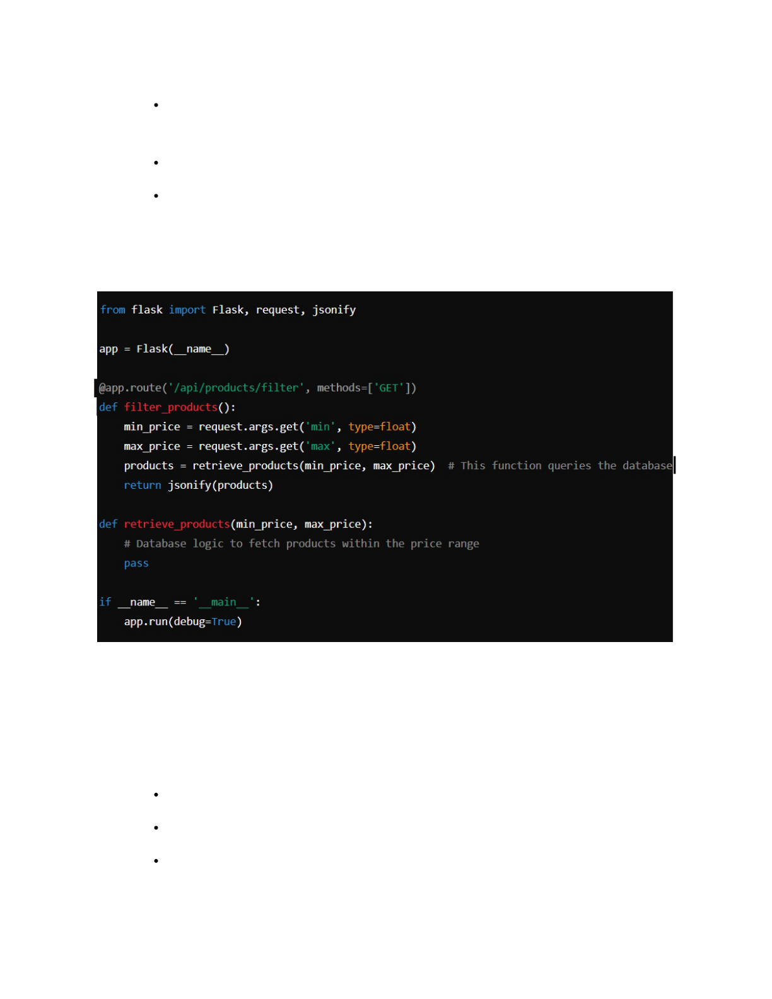 from flask import Flask, request, jsonify
app = Flask(__name__)
@app.route('/api/products/filter', methods=['GET'])
def filter_products():
    min_price = request.args.get('min', type=float)
    max_price = request.args.get('max', type=float)
    products = retrieve_products(min_price, max_price)  # This function queries the database
    return jsonify(products)
def retrieve_products(min_price, max_price):
    # Database logic to fetch products within the price range
    pass
if __name__ == '__main__':
    app.run(debug=True)